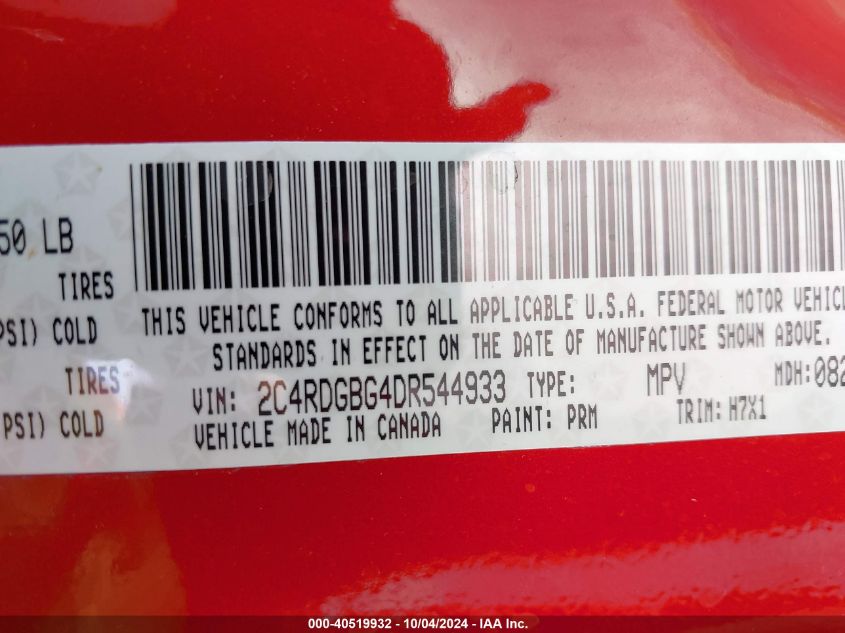 50 LB
TIRES
PSI) COLD
TIRES
PSI) COLD
THIS VEHICLE CONFORMS TO ALL APPLICABLE U.S.A. FEDERAL MOTOR VEHICL
STANDARDS IN EFFECT ON THE DATE OF MANUFACTURE SHOWN ABOVE.
VIN: 2C4RDGBG4DR544933 TYPE: MPV MDH:082
VEHICLE MADE IN CANADA PAINT: PRM TRIM: H7X1
000-40519932 - 10/04/2024 - IAA Inc.